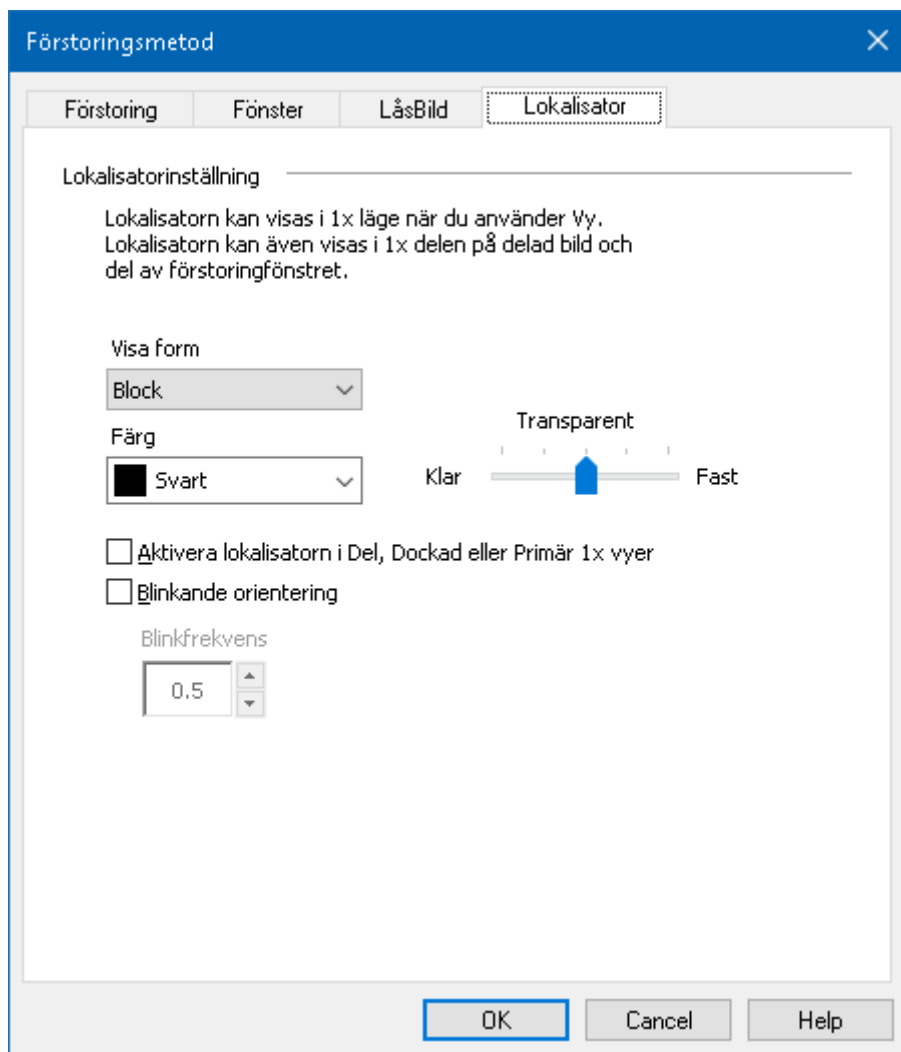 Förstoringsmetod
Förstoring Fönster LåsBild Lokalisator
Lokalisatorinställning
Lokalisatorn kan visas i 1x läge när du använder Vy.
Lokalisatorn kan även visas i 1x delen på delad bild och
del av förstoringfönstret.
Visa form
Block
Transparent
Färg
Svart
Klar Fast
Aktivera lokalisatorn i Del, Dockad eller Primär 1x vyer
Blinkande orientering
Blinkfrekvens
0.5
OK Cancel Help